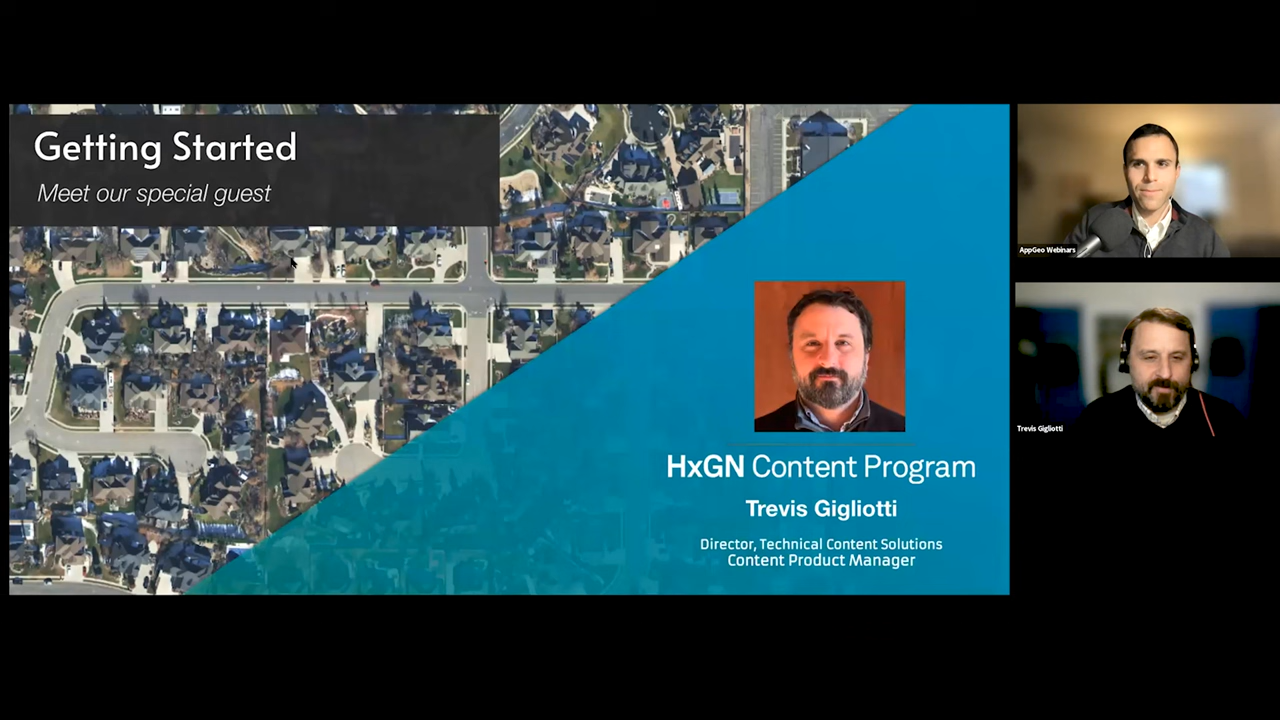 Getting Started
Meet our special guest
HxGN Content Program
Trevis Gigliotti
Director, Technical Content Solutions
Content Product Manager
AppGeo Webinars
Trevis Gigliotti